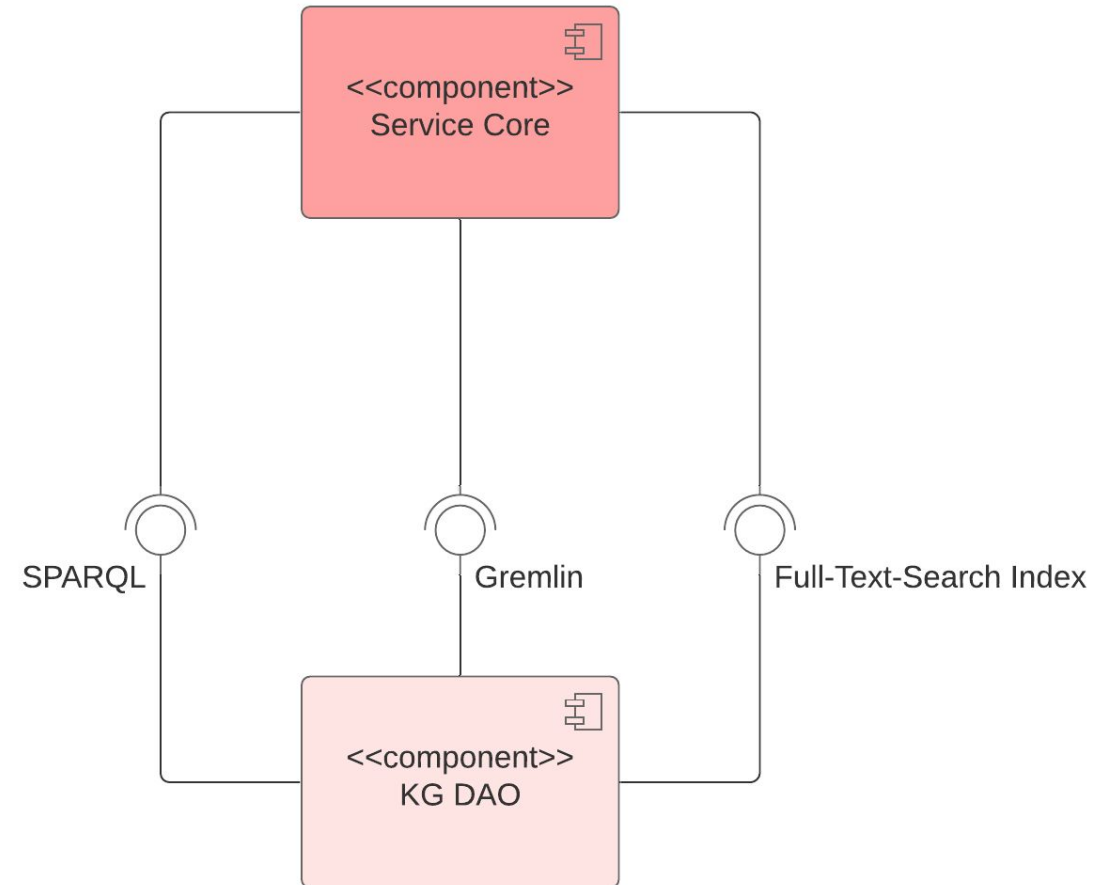 <<component>>
Service Core
SPARQL
Gremlin
Full-Text-Search Index
<<component>>
KG DAO